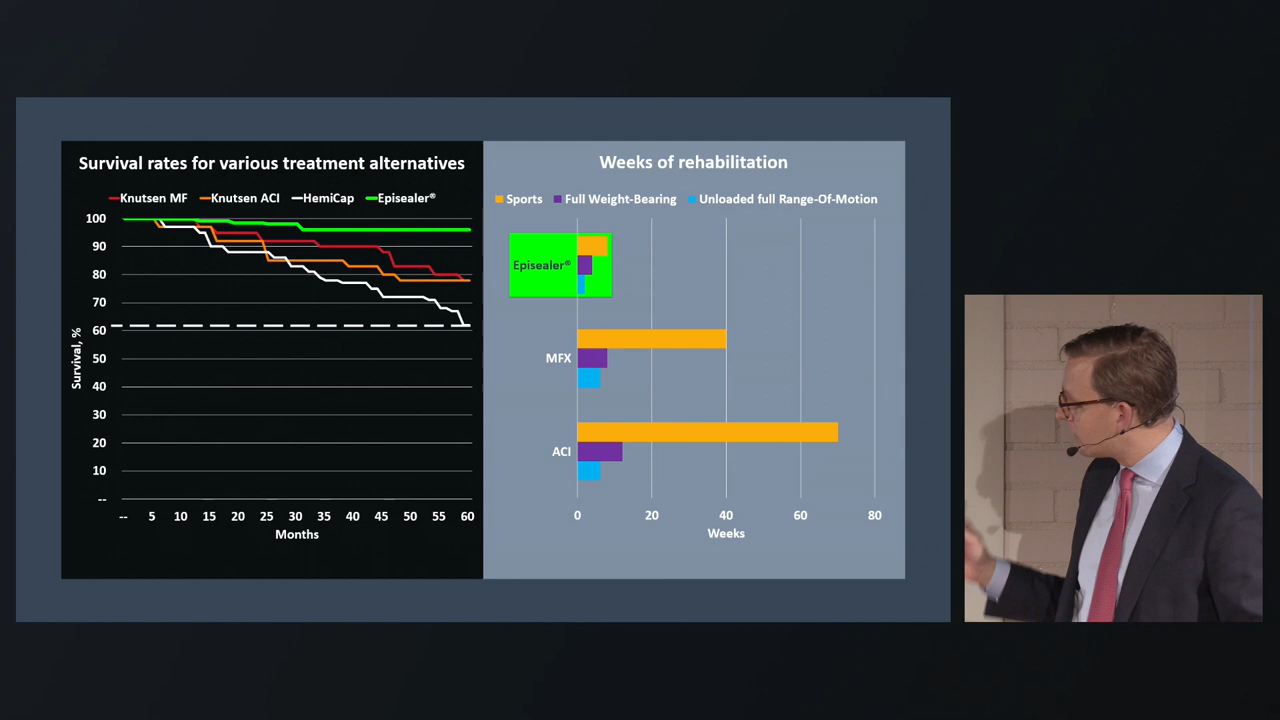 Survival rates for various treatment alternatives
Knutsen MF Knutsen ACI HemiCap Episealer®
100
90
80
70
60
50
40
30
20
10
--
Survival, %
-- 5 10 15 20 25 30 35 40 45 50 55 60
Months
Weeks of rehabilitation
Sports Full Weight-Bearing Unloaded full Range-Of-Motion
Episealer®
MFX
ACI
0 20 40 60 80
Weeks